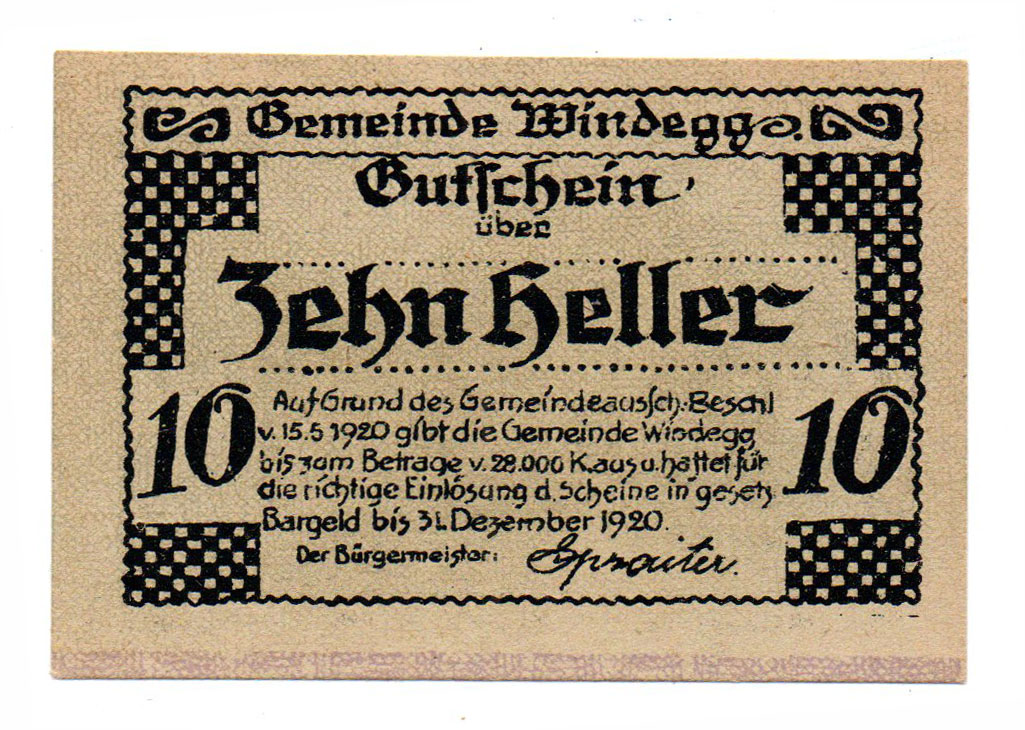 Gemeinde Windegg.
Gutschein
über
Zehn Heller
10 10
Auf Grund des Gemeindeaussch.-Beschl
v. 15.5 1920 gibt die Gemeinde Windegg
bis zum Betrage v. 28.000 K. aus u. haftet für
die richtige Einlösung d. Scheine in gesetz
Bargeld bis 31. Dezember 1920.
Der Bürgermeister: